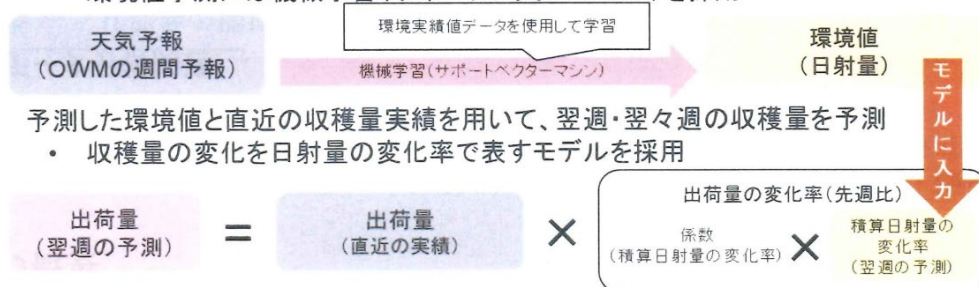 環境実績値データを使用して学習
天気予報
(OWMの週間予報)
機械学習(サポートベクターマシン)
環境値
(日射量)
モデルに入力
予測した環境値と直近の収穫量実績を用いて、翌週・翌々週の収穫量を予測
• 収穫量の変化を日射量の変化率で表すモデルを採用
出荷量の変化率(先週比)
出荷量
(翌週の予測)
=
出荷量
(直近の実績)
×
係数
(積算日射量の変化率)
×
積算日射量の
変化率
(翌週の予測)